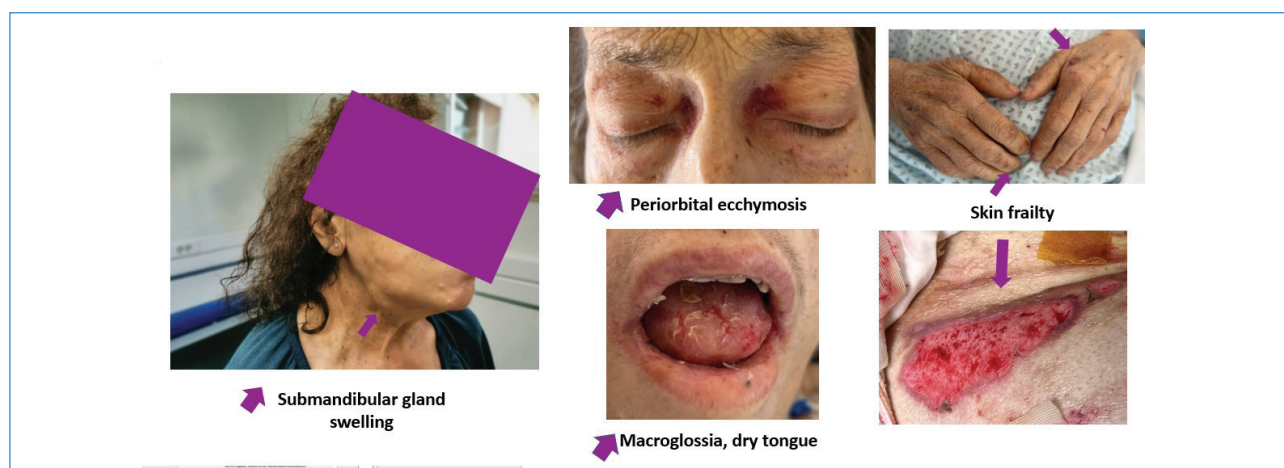 Periorbital ecchymosis
Skin frailty
Submandibular gland
swelling
Macroglossia, dry tongue